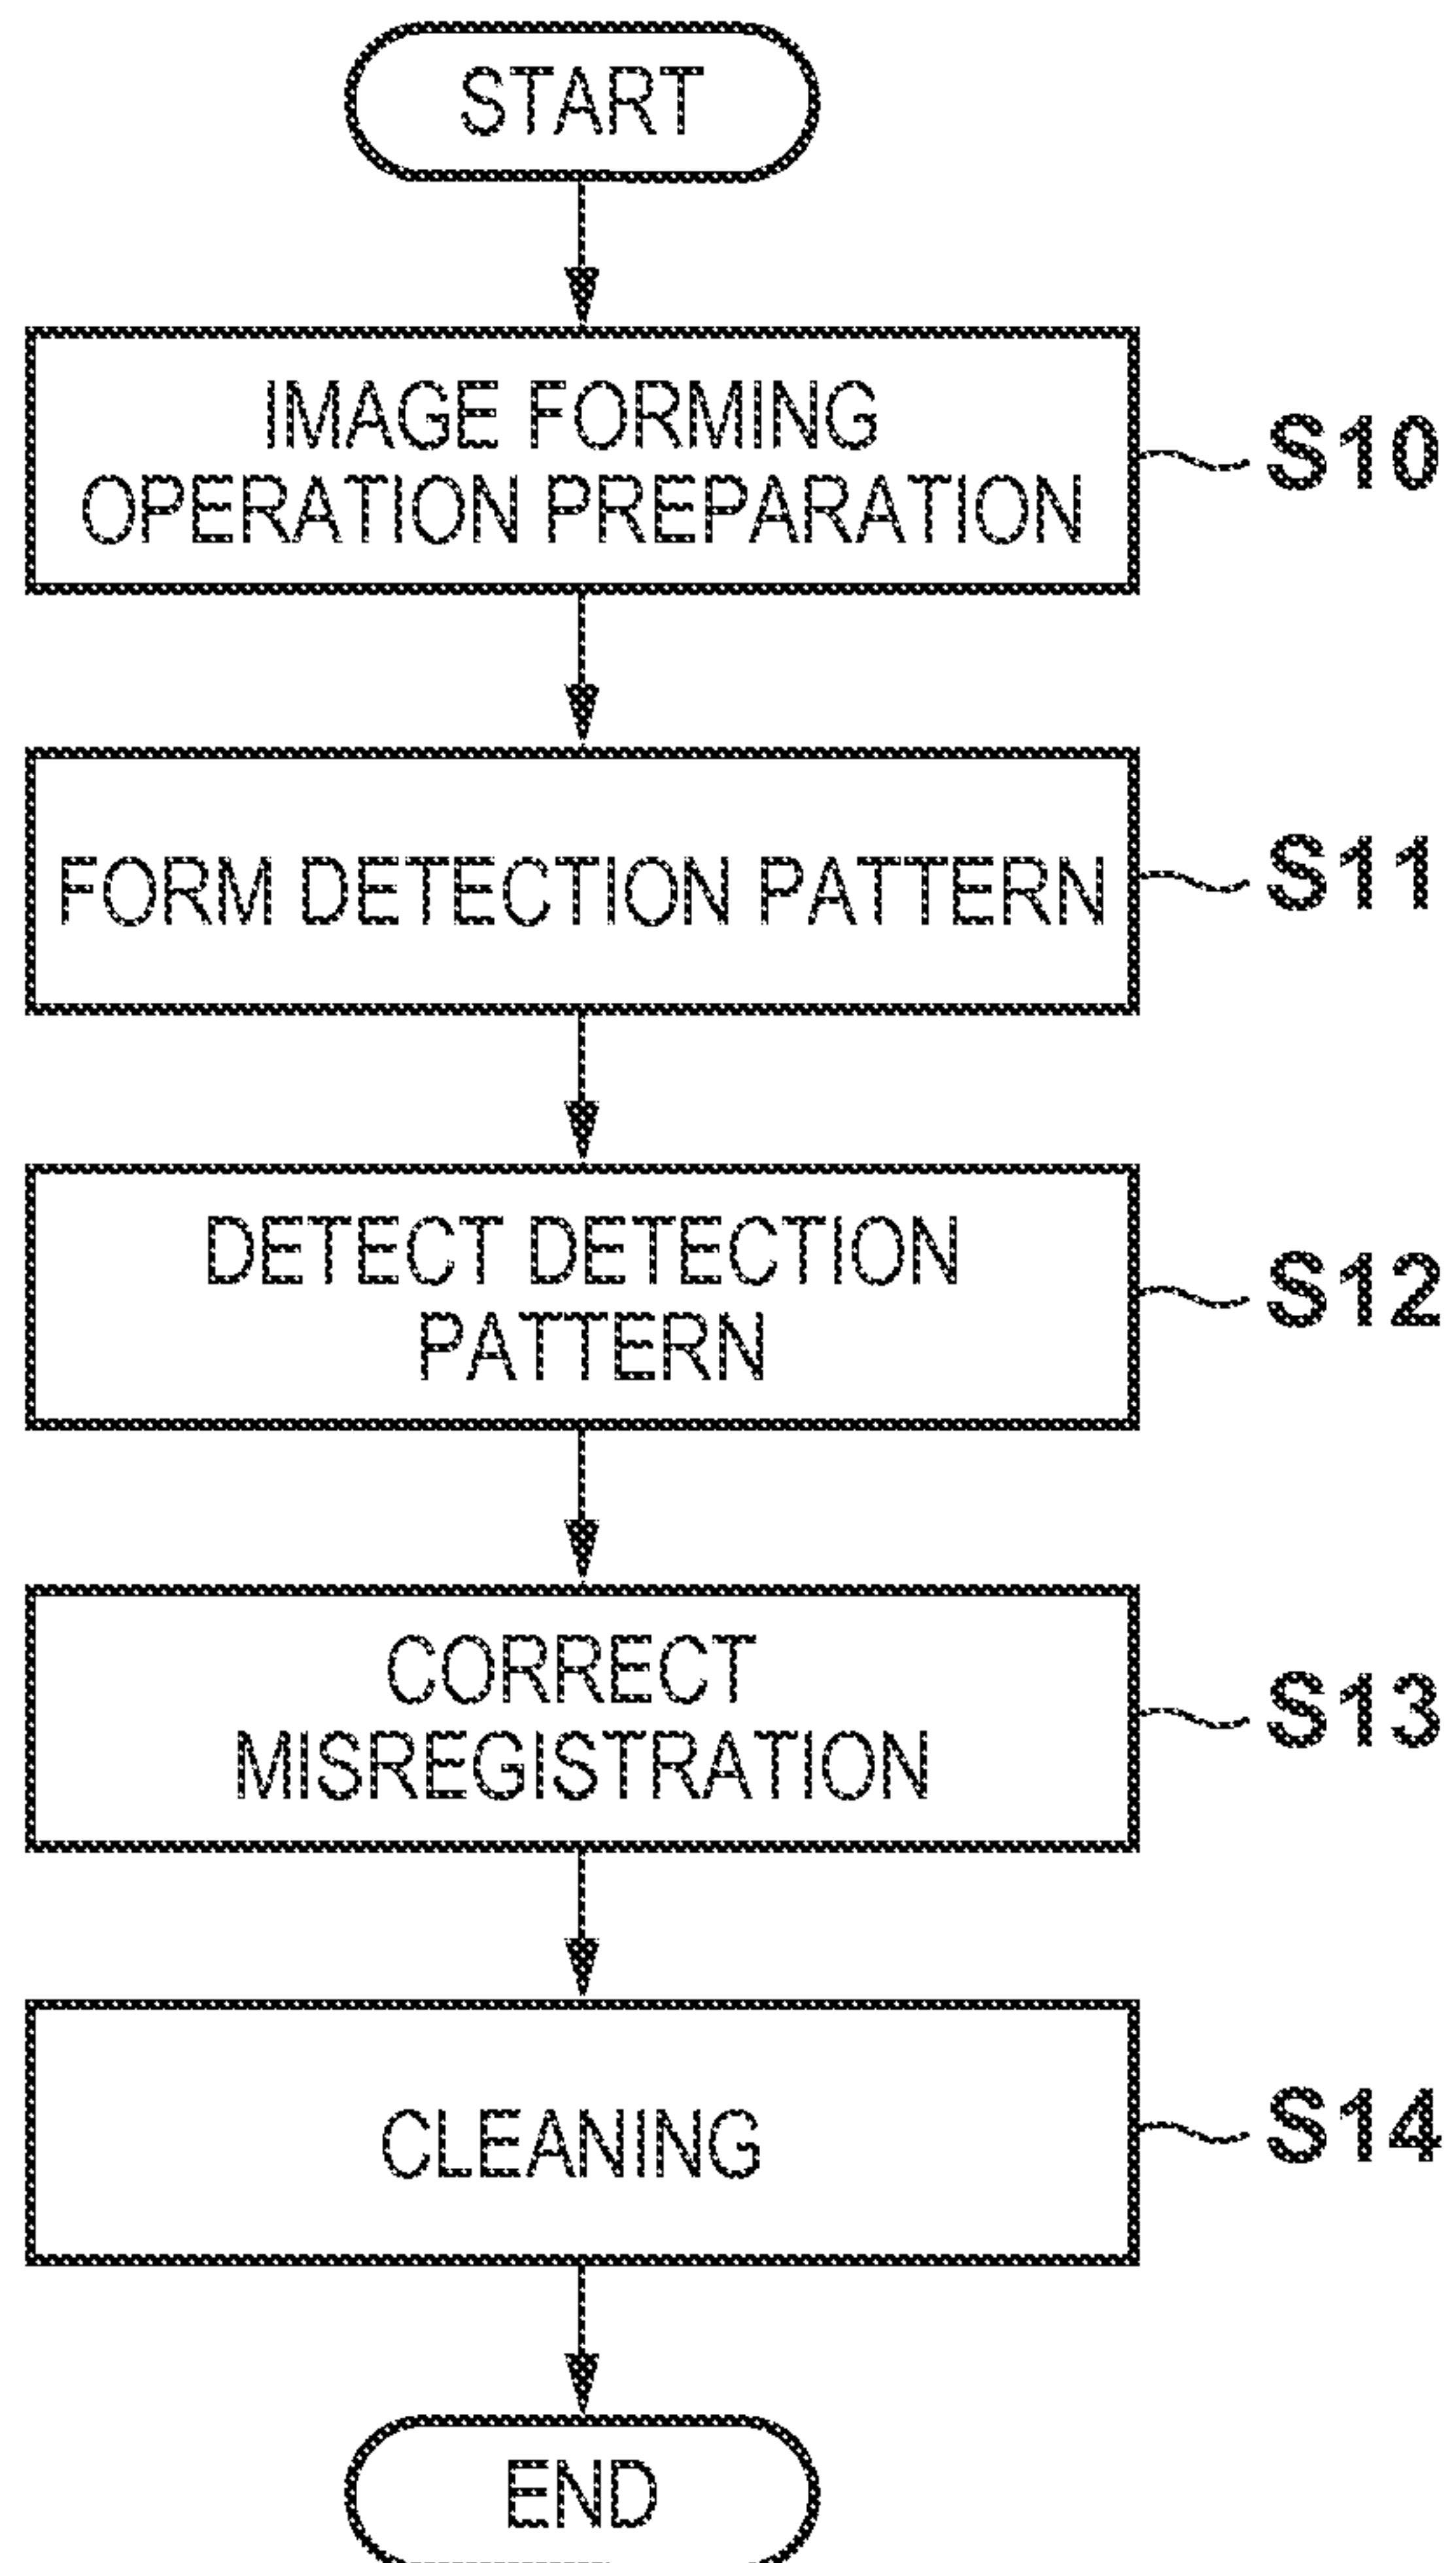 START
IMAGE FORMING
OPERATION PREPARATION
S10
FORM DETECTION PATTERN
S11
DETECT DETECTION
PATTERN
S12
CORRECT
MISREGISTRATION
S13
CLEANING
S14
END